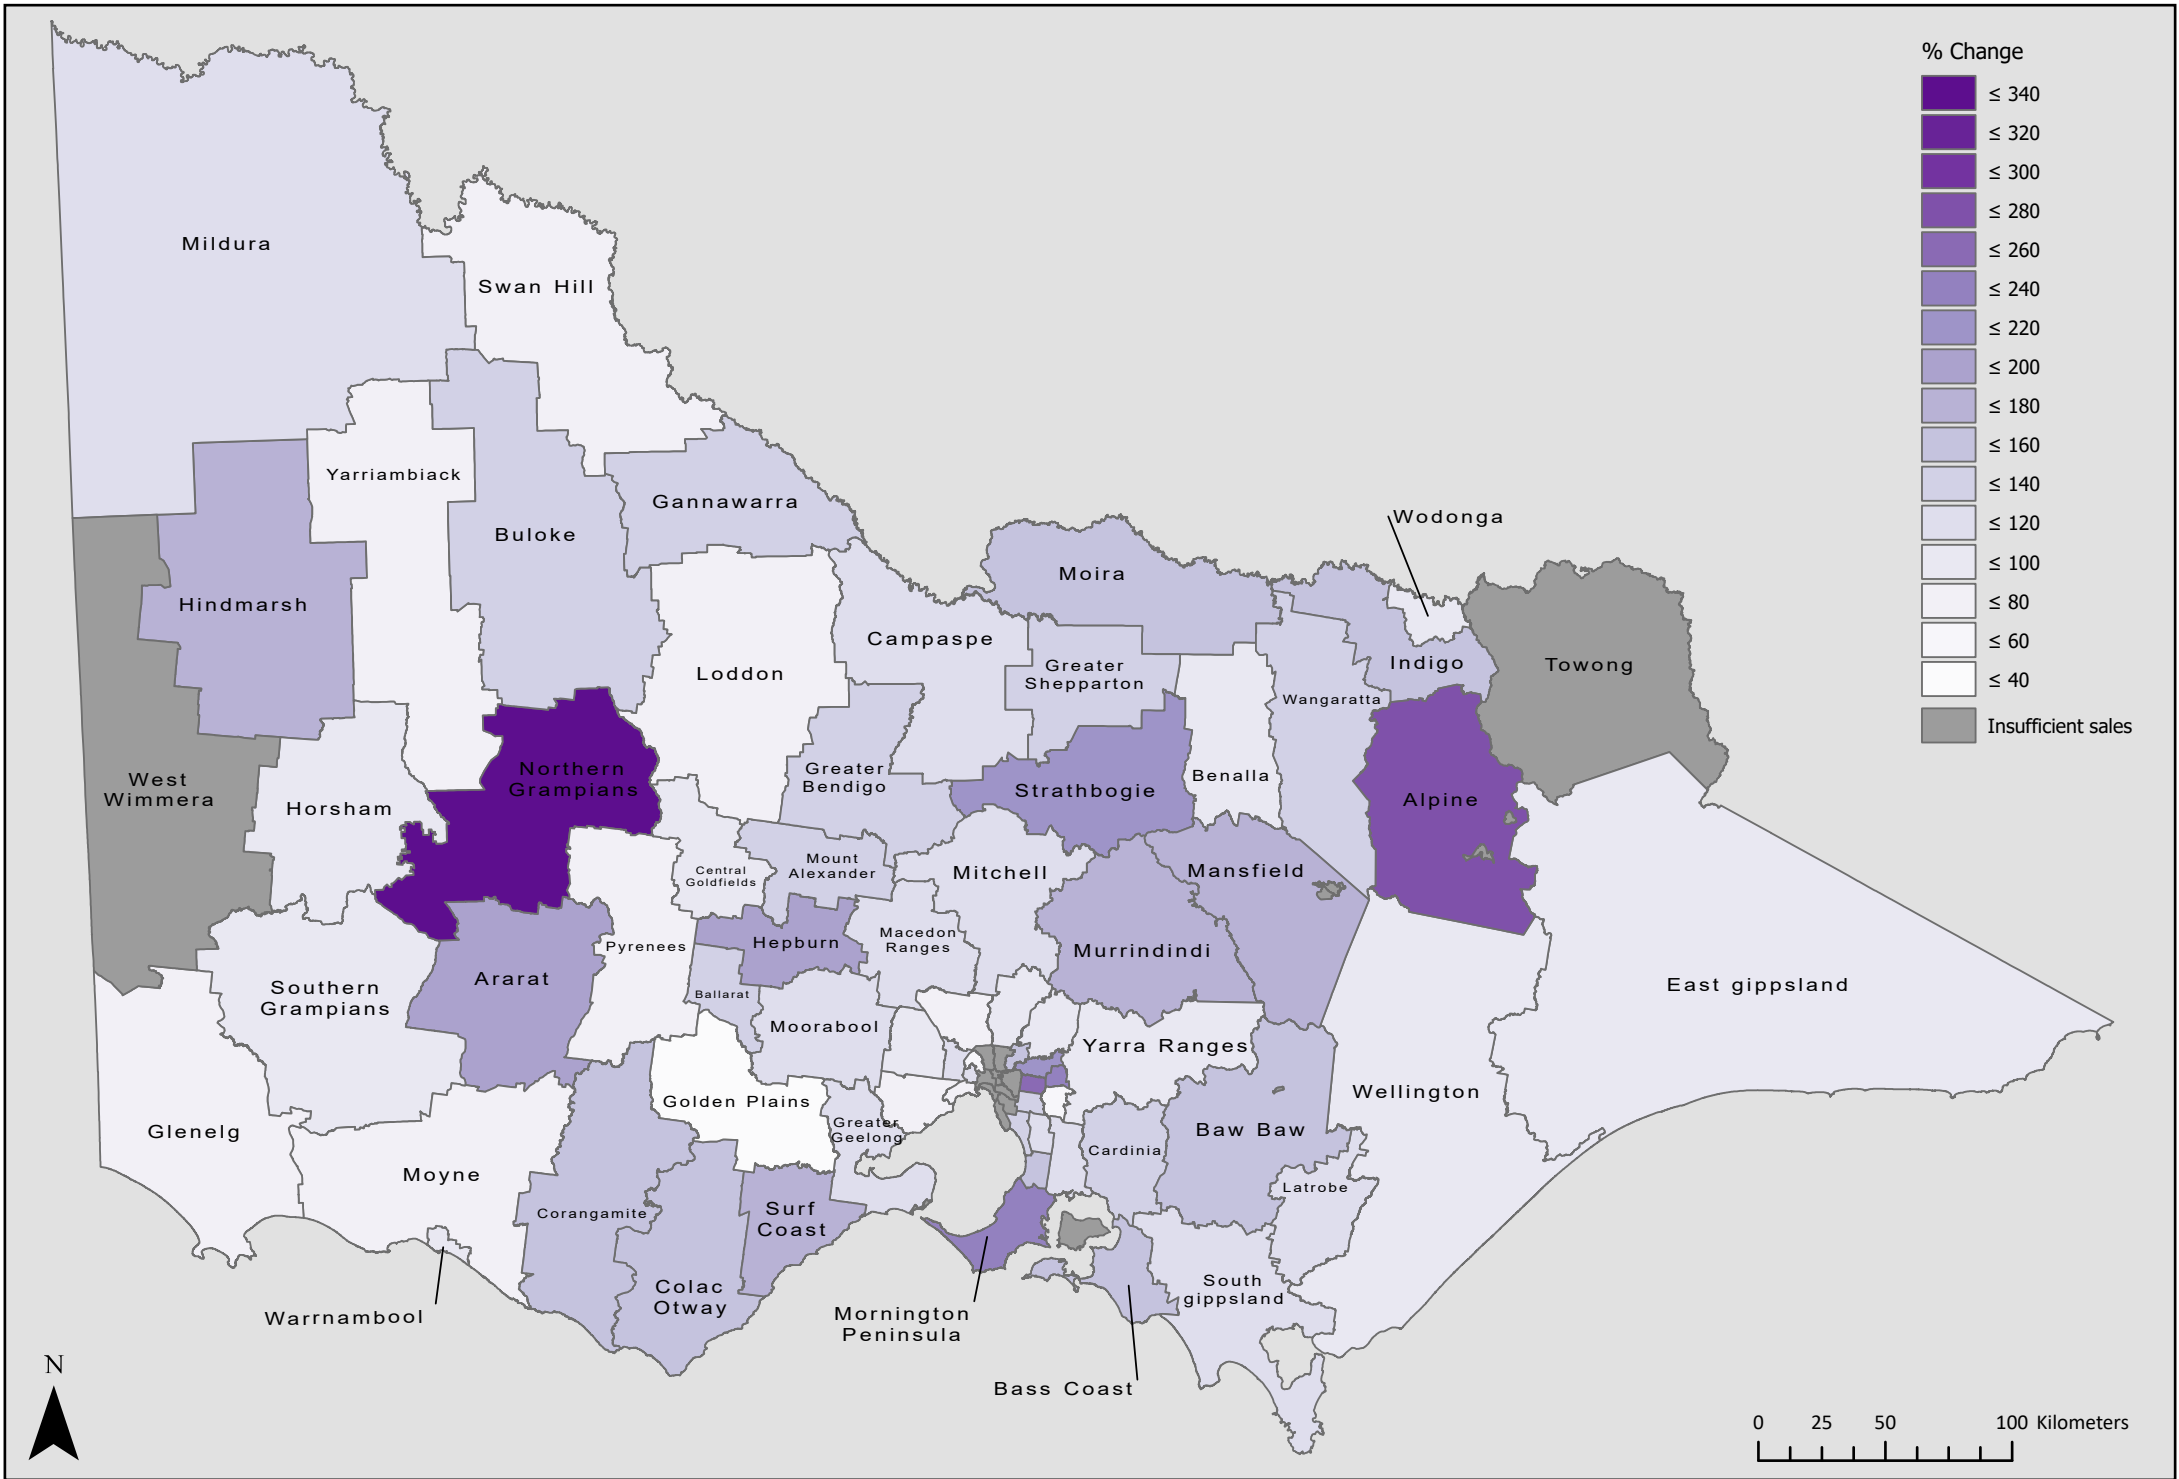 % Change
≤ 340
≤ 320
≤ 300
≤ 280
≤ 260
≤ 240
≤ 220
≤ 200
≤ 180
≤ 160
≤ 140
≤ 120
≤ 100
≤ 80
≤ 60
≤ 40
Insufficient sales
Mildura
Swan Hill
Yarriambiack
Gannawarra
Buloke
Wodonga
Moira
Hindmarsh
Campaspe
Loddon
Greater
Shepparton
Indigo
Towong
Wangaratta
West
Wimmera
Horsham
Northern
Grampians
Greater
Bendigo
Strathbogie
Benalla
Alpine
Central
Goldfields
Mount
Alexander
Mitchell
Mansfield
Pyrenees
Hepburn
Macedon
Ranges
Murrindindi
Southern
Grampians
Ararat
Ballarat
Moorabool
East gippsland
Yarra Ranges
Wellington
Golden Plains
Glenelg
Moyne
Greater
Geelong
Cardinia
Baw Baw
Latrobe
Corangamite
Surf
Coast
Colac
Otway
South
gippsland
Warrnambool
Mornington
Peninsula
Bass Coast
N
0 25 50 100 Kilometers